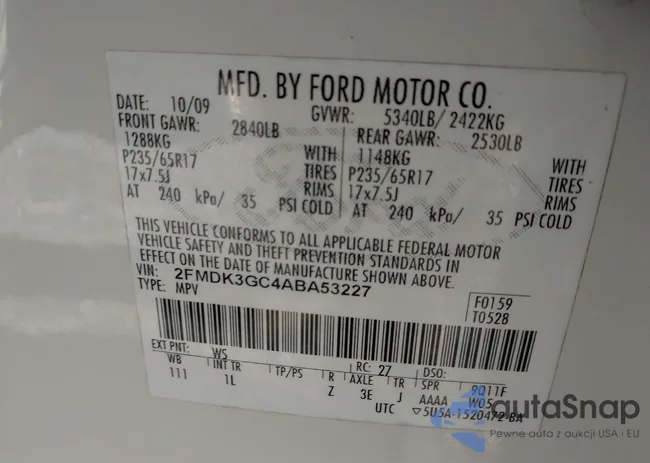 MFD. BY FORD MOTOR CO.
DATE: 10/09 GVWR: 5340LB/ 2422KG
FRONT GAWR: 2840LB REAR GAWR: 2530LB
1288KG WITH 1148KG WITH
P235/65R17 TIRES P235/65R17 TIRES
17x7.5J RIMS 17x7.5J RIMS
AT 240 kPa/ 35 PSI COLD AT 240 kPa/ 35 PSI COLD
THIS VEHICLE CONFORMS TO ALL APPLICABLE FEDERAL MOTOR
VEHICLE SAFETY AND THEFT PREVENTION STANDARDS IN
EFFECT ON THE DATE OF MANUFACTURE SHOWN ABOVE.
VIN: 2FMDK3GC4ABA53227
TYPE: MPV
F0159
T0528
EXT PNT: WS RC: 27 DSO:
WB INT TR TP/PS R AXLE TR SPR 9011F
111 1L Z 3E J AAAA W05
UTC ▽5U5A-1520472-BA
autaSnap
Pewne auta z aukcji USA i EU